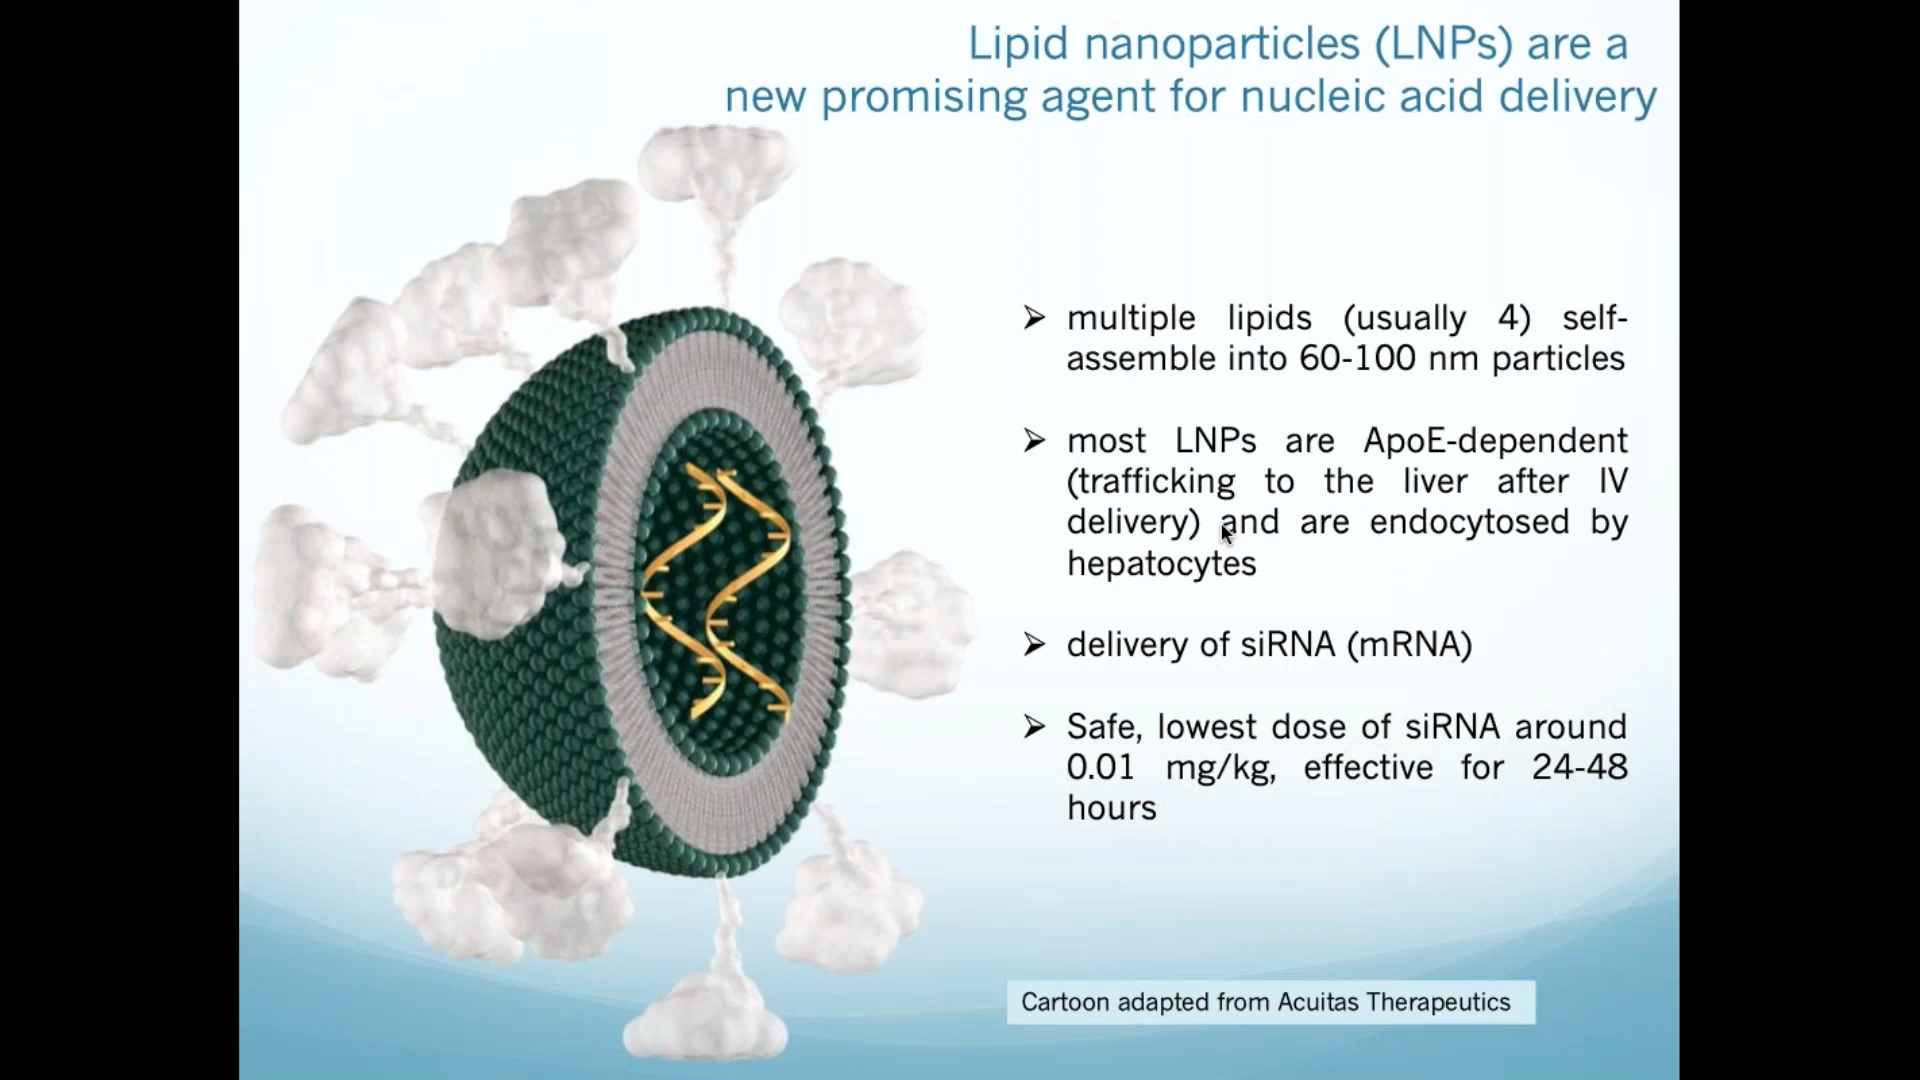 Lipid nanoparticles (LNPs) are a
new promising agent for nucleic acid delivery
➢ multiple lipids (usually 4) self-
assemble into 60-100 nm particles
➢ most LNPs are ApoE-dependent
(trafficking to the liver after IV
delivery) and are endocytosed by
hepatocytes
➢ delivery of siRNA (mRNA)
➢ Safe, lowest dose of siRNA around
0.01 mg/kg, effective for 24-48
hours
Cartoon adapted from Acuitas Therapeutics